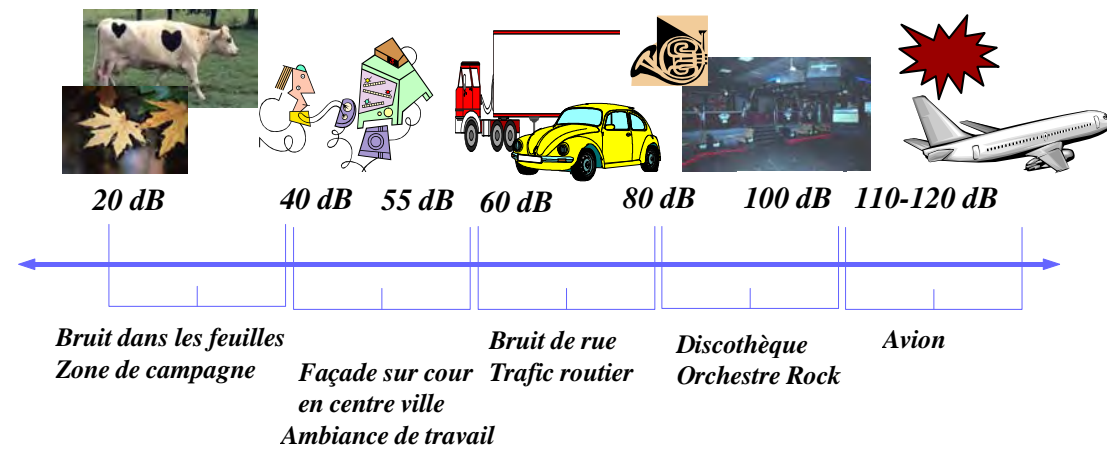 20 dB
40 dB
55 dB
60 dB
80 dB
100 dB
110-120 dB
Bruit dans les feuilles
Zone de campagne
Façade sur cour
en centre ville
Ambiance de travail
Bruit de rue
Trafic routier
Discothèque
Orchestre Rock
Avion